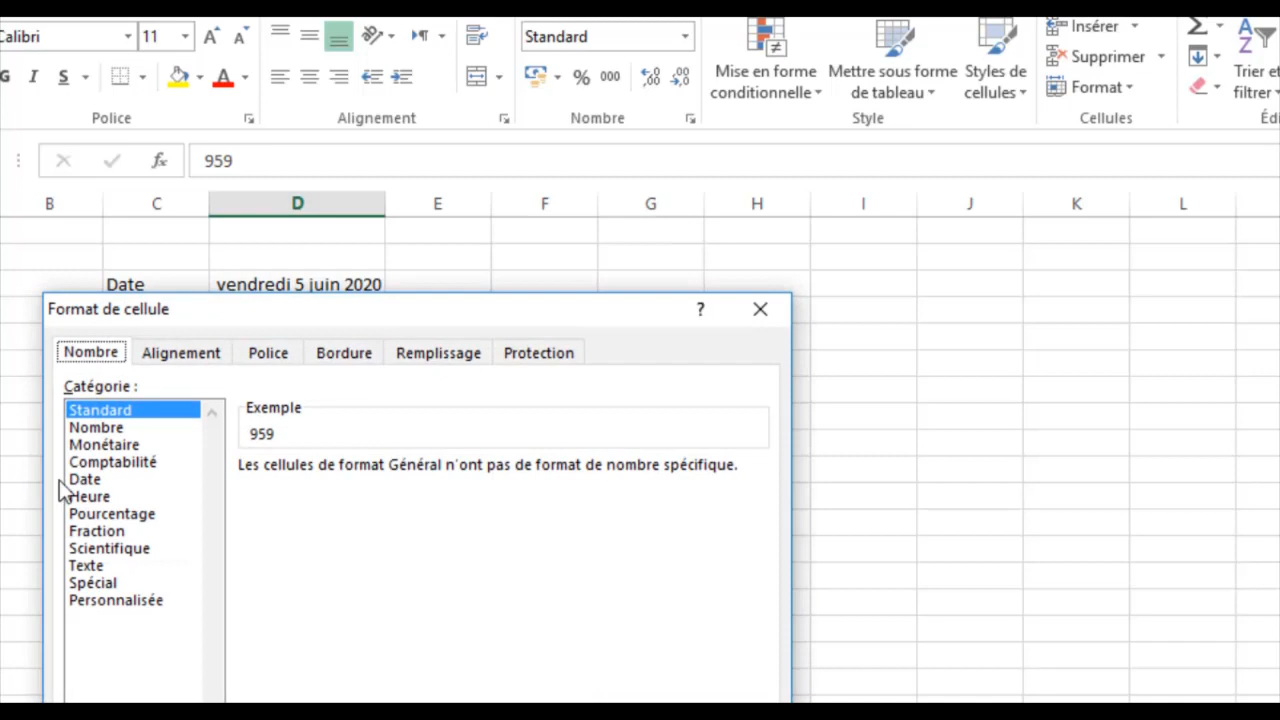 Calibri
11
Standard
Insérer
G I S
A
%
000
Mise en forme
conditionnelle
Mettre sous forme
de tableau
Styles de
cellules
Supprimer
Format
Trier et
filtrer
Police
Alignement
Nombre
Style
Cellules
fx
959
B C D E F G H I J K L
Date vendredi 5 juin 2020
Format de cellule
?
Nombre Alignement Police Bordure Remplissage Protection
Catégorie :
Standard
Nombre
Monétaire
Comptabilité
Date
Heure
Pourcentage
Fraction
Scientifique
Texte
Spécial
Personnalisée
Exemple
959
Les cellules de format Général n'ont pas de format de nombre spécifique.